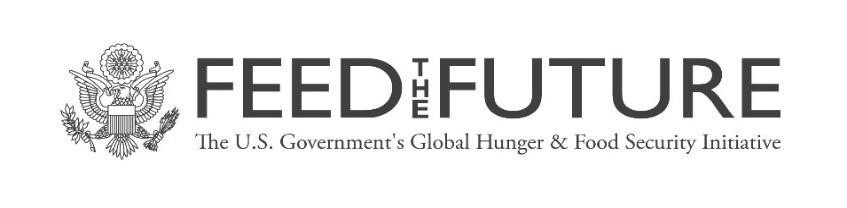 FEED THE FUTURE
The U.S. Government's Global Hunger & Food Security Initiative